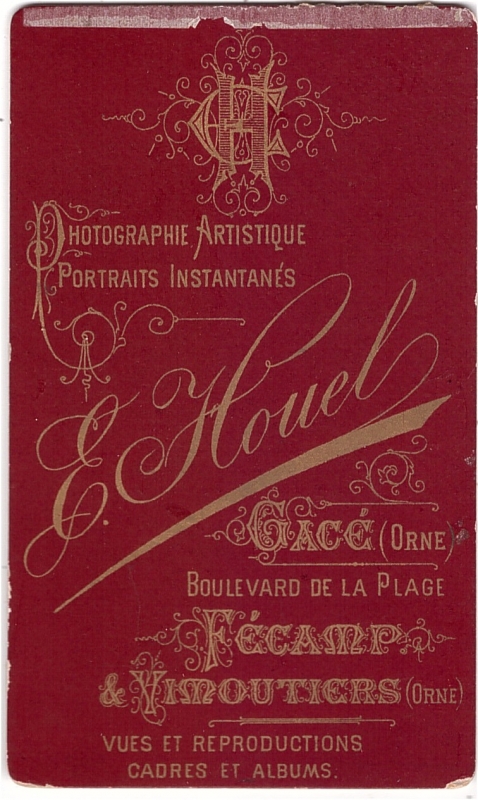 EH
PHOTOGRAPHIE ARTISTIQUE
PORTRAITS INSTANTANÉS
E. Houel
GACÉ (ORNE)
BOULEVARD DE LA PLAGE
FÉCAMP
& VIMOUTIERS (ORNE)
VUES ET REPRODUCTIONS
CADRES ET ALBUMS.